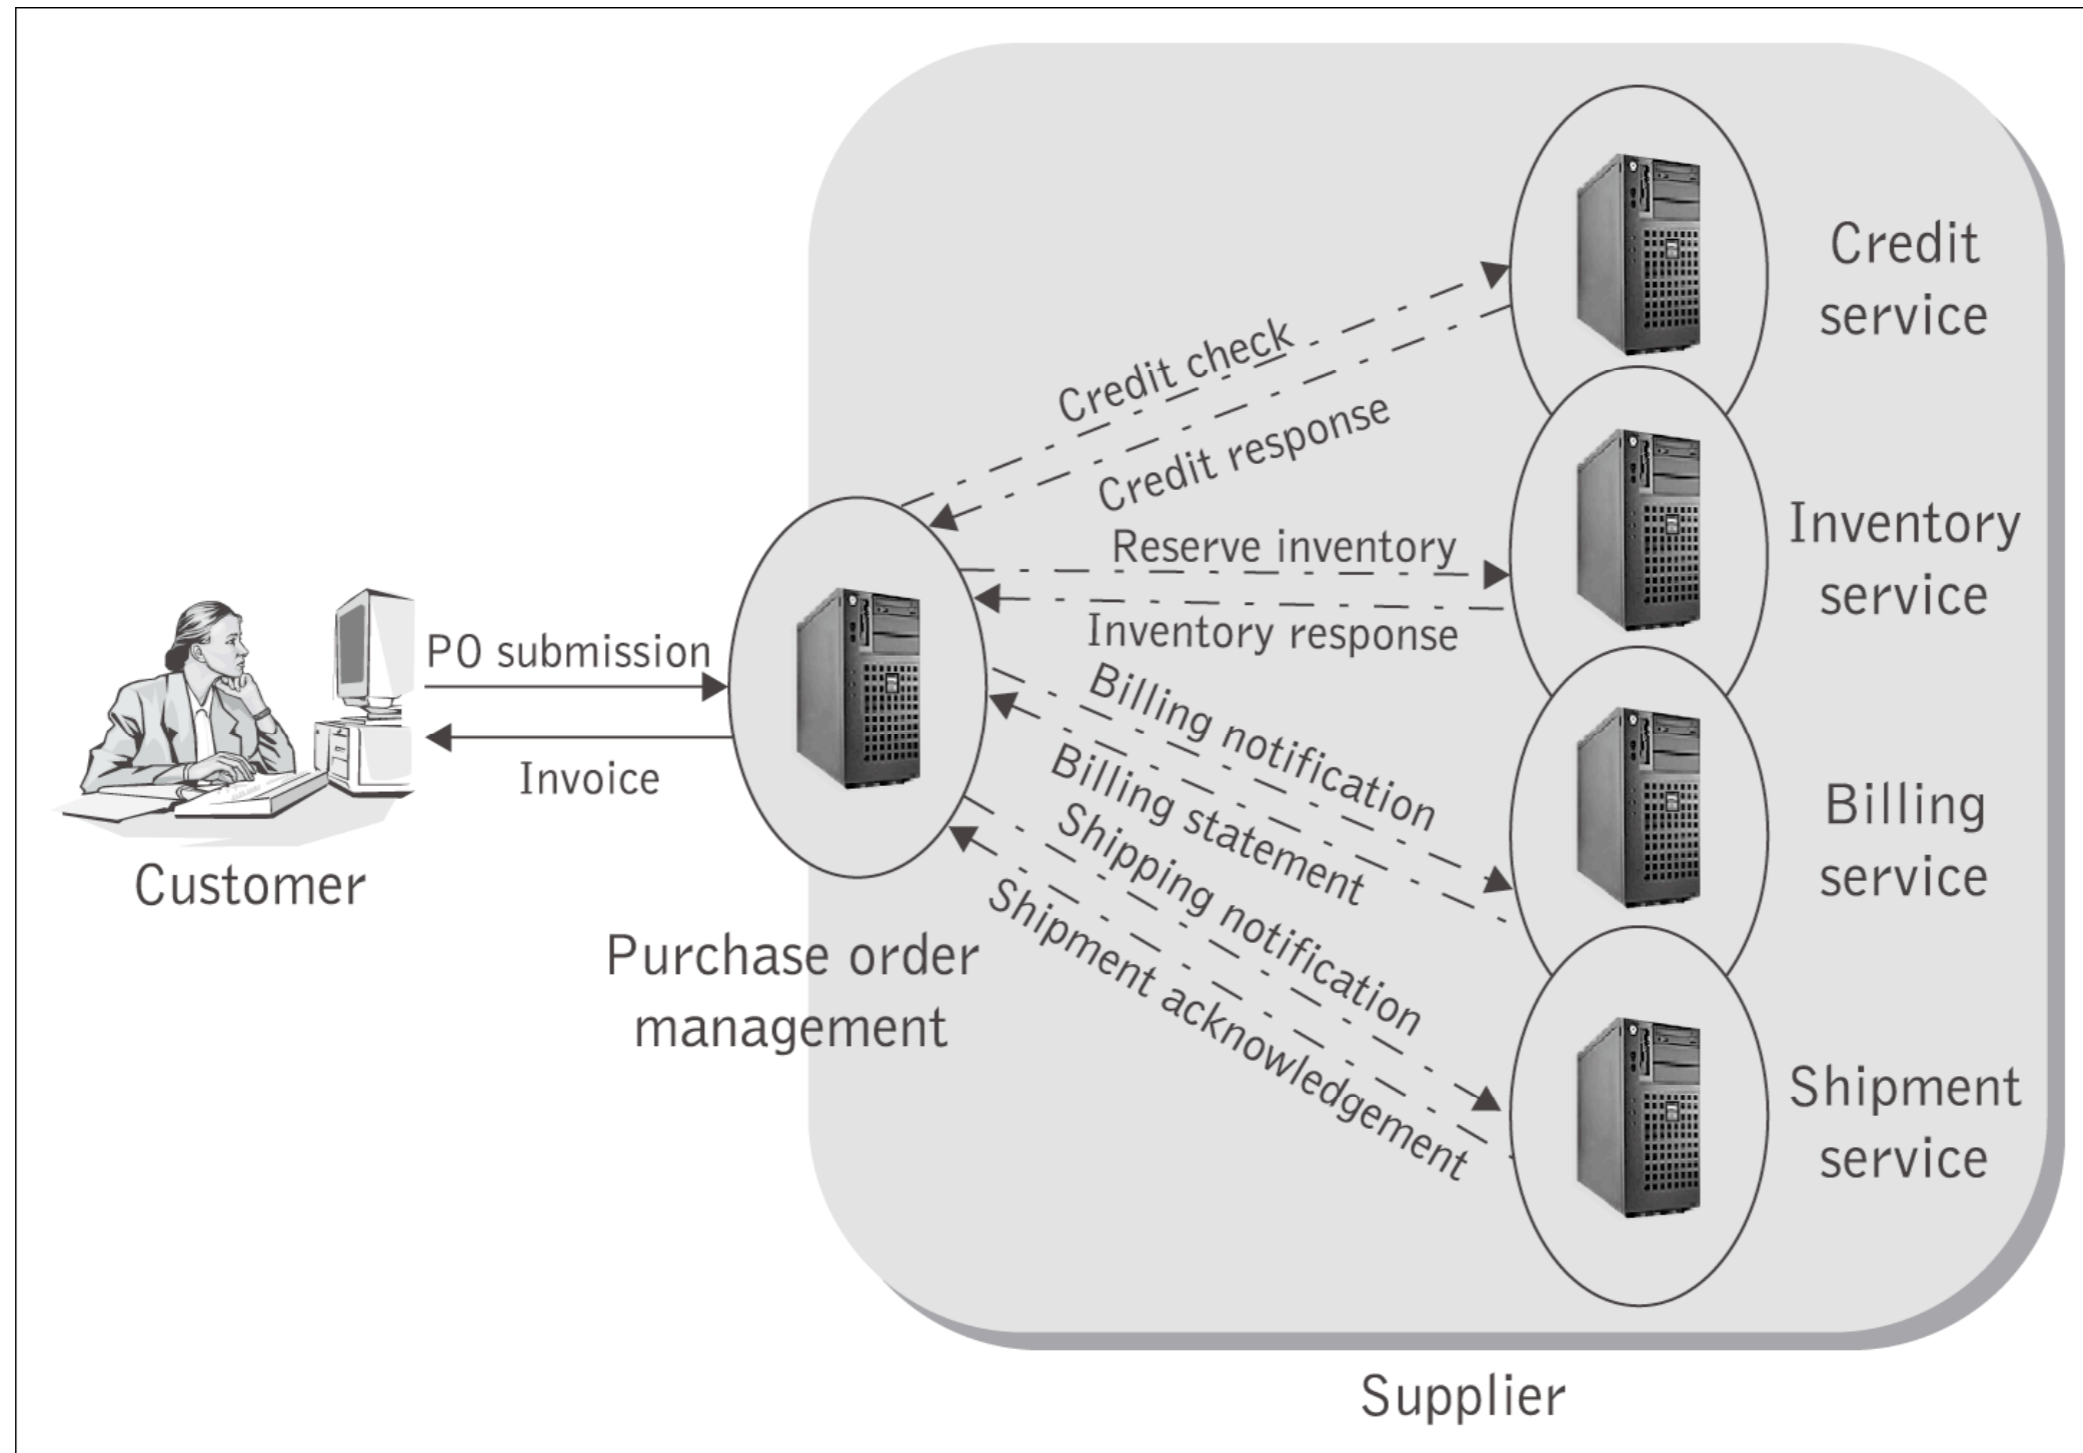 Credit
service
Credit check
Credit response
Inventory
service
Reserve inventory
Inventory response
PO submission
Invoice
Customer
Purchase order
management
Billing notification
Billing statement
Billing
service
Shipping notification
Shipment acknowledgement
Shipment
service
Supplier